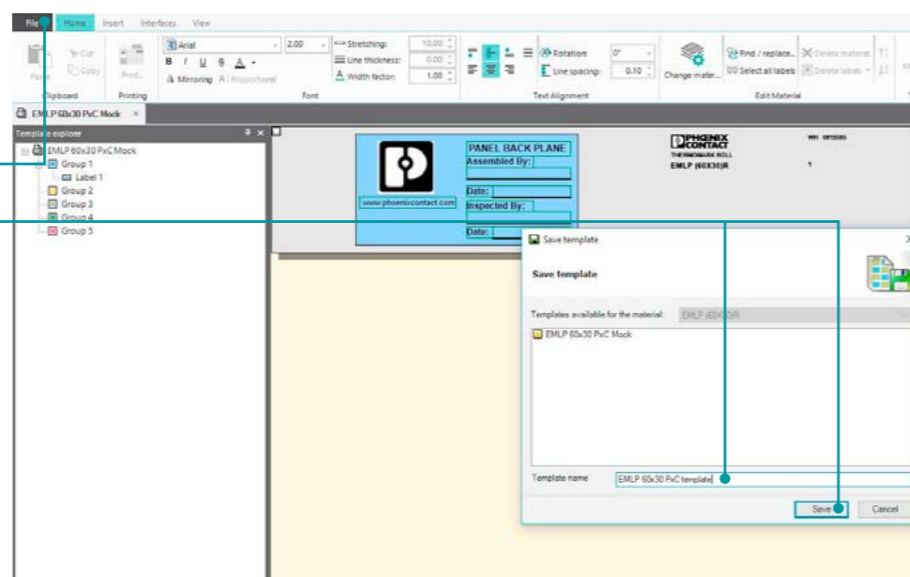 File Home Insert Interfaces View
Arial 2.00 Stretching: 10.00
Cut Line thickness: 0.00
Paste Copy Print... B I U Mirroring Proportional Width factor: 1.00
Rotation: 0°
Line spacing: 0.10
Change mater...
Find / replace... Delete material
Select all labels Delete labels
Clipboard Printing Font Text Alignment Edit Material
EMLP 60x30 PxC Mock
Template explorer
EMLP 60x30 PxC Mock
Group 1
Label 1
Group 2
Group 3
Group 4
Group 5
www.phoenixcontact.com
PANEL BACK PLANE
Assembled By:
Date:
Inspected By:
Date:
PHOENIX
CONTACT
THERMOMARK ROLL
EMLP (60X30)R 1
Save template
Save template
Templates available for the material: EMLP (60X30)R
EMLP 60x30 PxC Mock
Template name EMLP 60x30 PxC template
Save Cancel